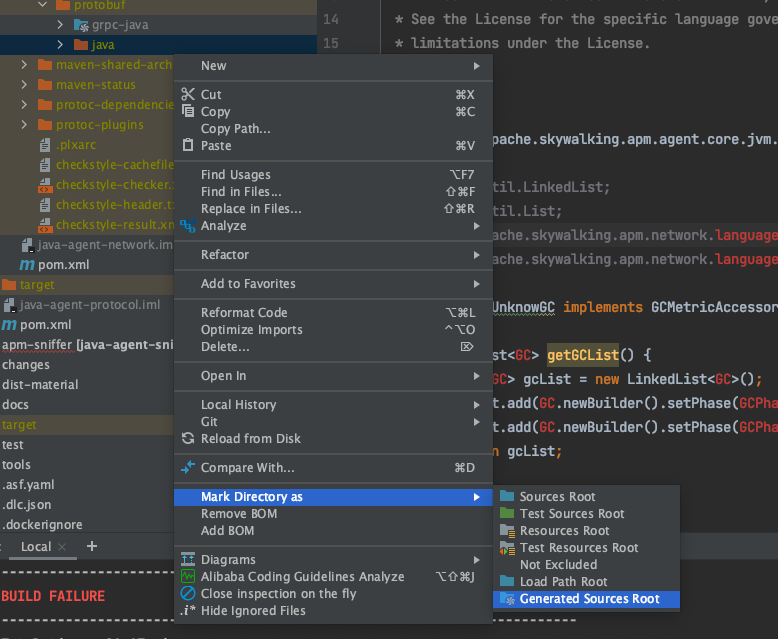 protobuf
grpc-java
java
maven-shared-arch
maven-status
protoc-dependencie
protoc-plugins
.plxarc
checkstyle-cachefile
checkstyle-checker.
checkstyle-header.t
checkstyle-result.xn
java-agent-network.im
pom.xml
target
java-agent-protocol.iml
pom.xml
apm-sniffer [java-agent-sni
changes
dist-material
docs
target
test
tools
.asf.yaml
.dlc.json
.dockerignore
14 * See the License for the specific language gove
15 * limitations under the License.
pache.skywalking.apm.agent.core.jvm.
til.LinkedList;
til.List;
pache.skywalking.apm.network.language
pache.skywalking.apm.network.language
UnknowGC implements GCMetricAccessor
st<GC> getGCList() {
GC> gcList = new LinkedList<GC>();
t.add(GC.newBuilder().setPhase(GCPha
t.add(GC.newBuilder().setPhase(GCPha
n gcList;
New
Cut ⌘X
Copy ⌘C
Copy Path...
Paste ⌘V
Find Usages ⌥F7
Find in Files... ⇧⌘F
Replace in Files... ⇧⌘R
Analyze
Refactor
Add to Favorites
Reformat Code ⌥⌘L
Optimize Imports ^⌥O
Delete... ⌦
Open In
Local History
Git
Reload from Disk
Compare With... ⌘D
Mark Directory as
Remove BOM
Add BOM
Diagrams
Alibaba Coding Guidelines Analyze ⌥⇧⌘J
Close inspection on the fly
.i* Hide Ignored Files
Sources Root
Test Sources Root
Resources Root
Test Resources Root
Not Excluded
Load Path Root
Generated Sources Root
Local × +
BUILD FAILURE